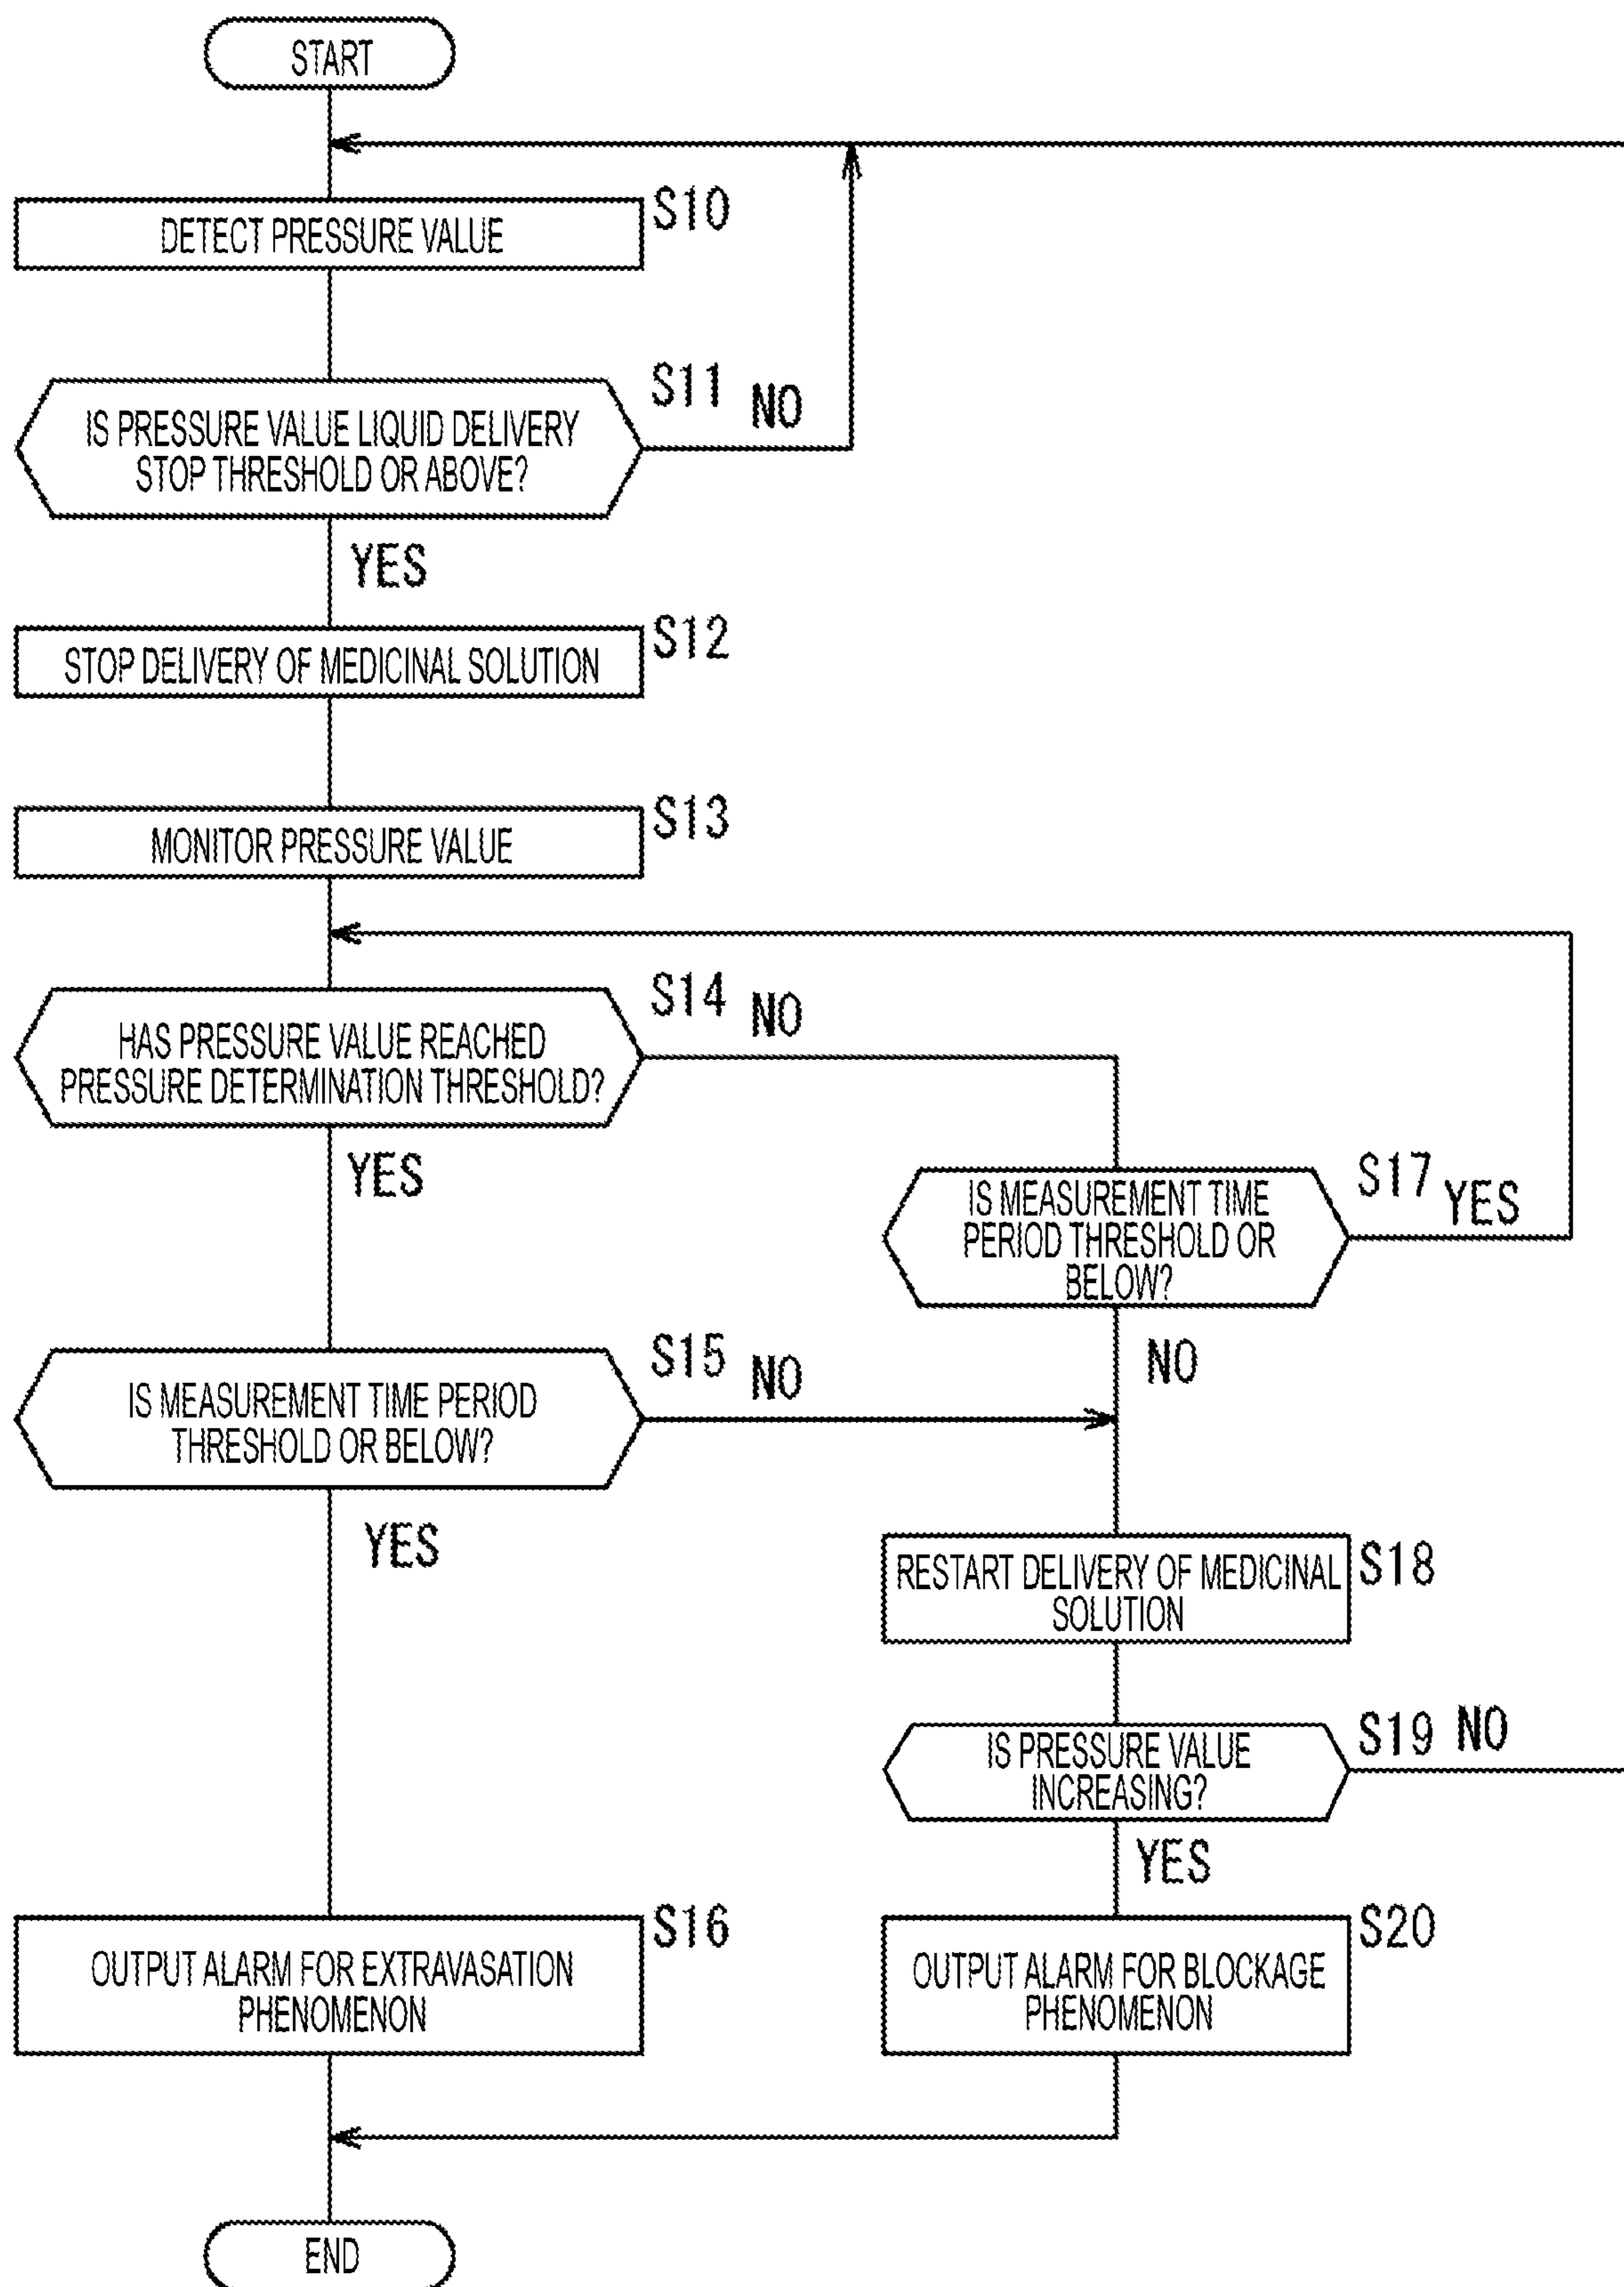 START
S10
DETECT PRESSURE VALUE
S11 NO
IS PRESSURE VALUE LIQUID DELIVERY
STOP THRESHOLD OR ABOVE?
YES
S12
STOP DELIVERY OF MEDICINAL SOLUTION
S13
MONITOR PRESSURE VALUE
S14 NO
HAS PRESSURE VALUE REACHED
PRESSURE DETERMINATION THRESHOLD?
YES
S17 YES
IS MEASUREMENT TIME
PERIOD THRESHOLD OR
BELOW?
NO
S15 NO
IS MEASUREMENT TIME PERIOD
THRESHOLD OR BELOW?
YES
S18
RESTART DELIVERY OF MEDICINAL
SOLUTION
S19 NO
IS PRESSURE VALUE
INCREASING?
YES
S16
OUTPUT ALARM FOR EXTRAVASATION
PHENOMENON
S20
OUTPUT ALARM FOR BLOCKAGE
PHENOMENON
END